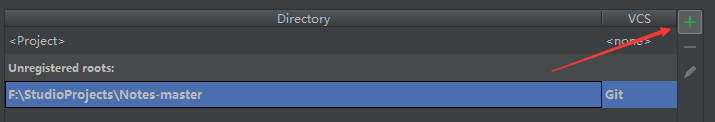 Directory VCS
<Project> <none>
Unregistered roots:
F:\StudioProjects\Notes-master Git